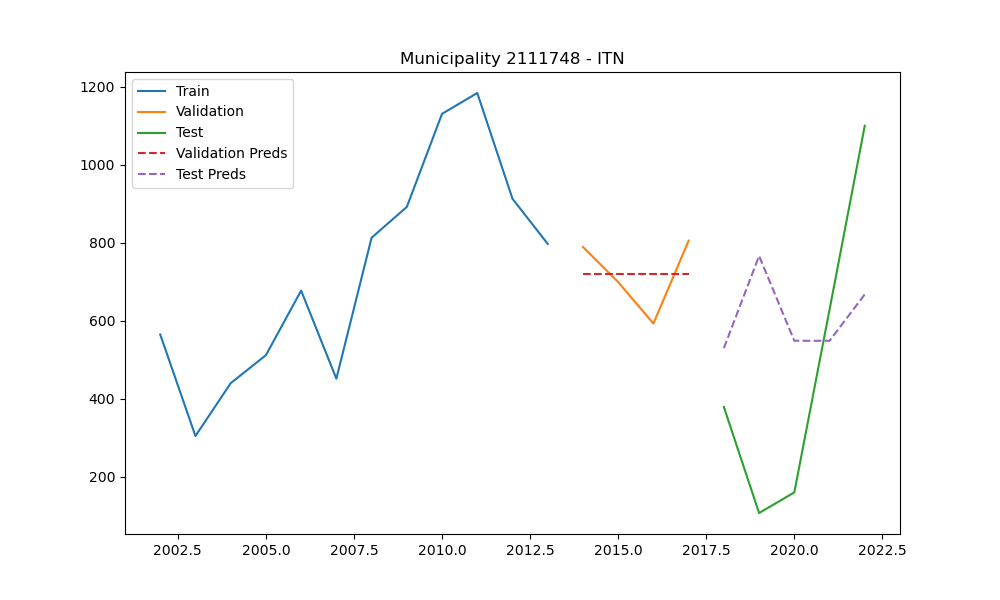 Municipality 2111748 - ITN
Train
Validation
Test
Validation Preds
Test Preds
1200
1000
800
600
400
200
2002.5 2005.0 2007.5 2010.0 2012.5 2015.0 2017.5 2020.0 2022.5